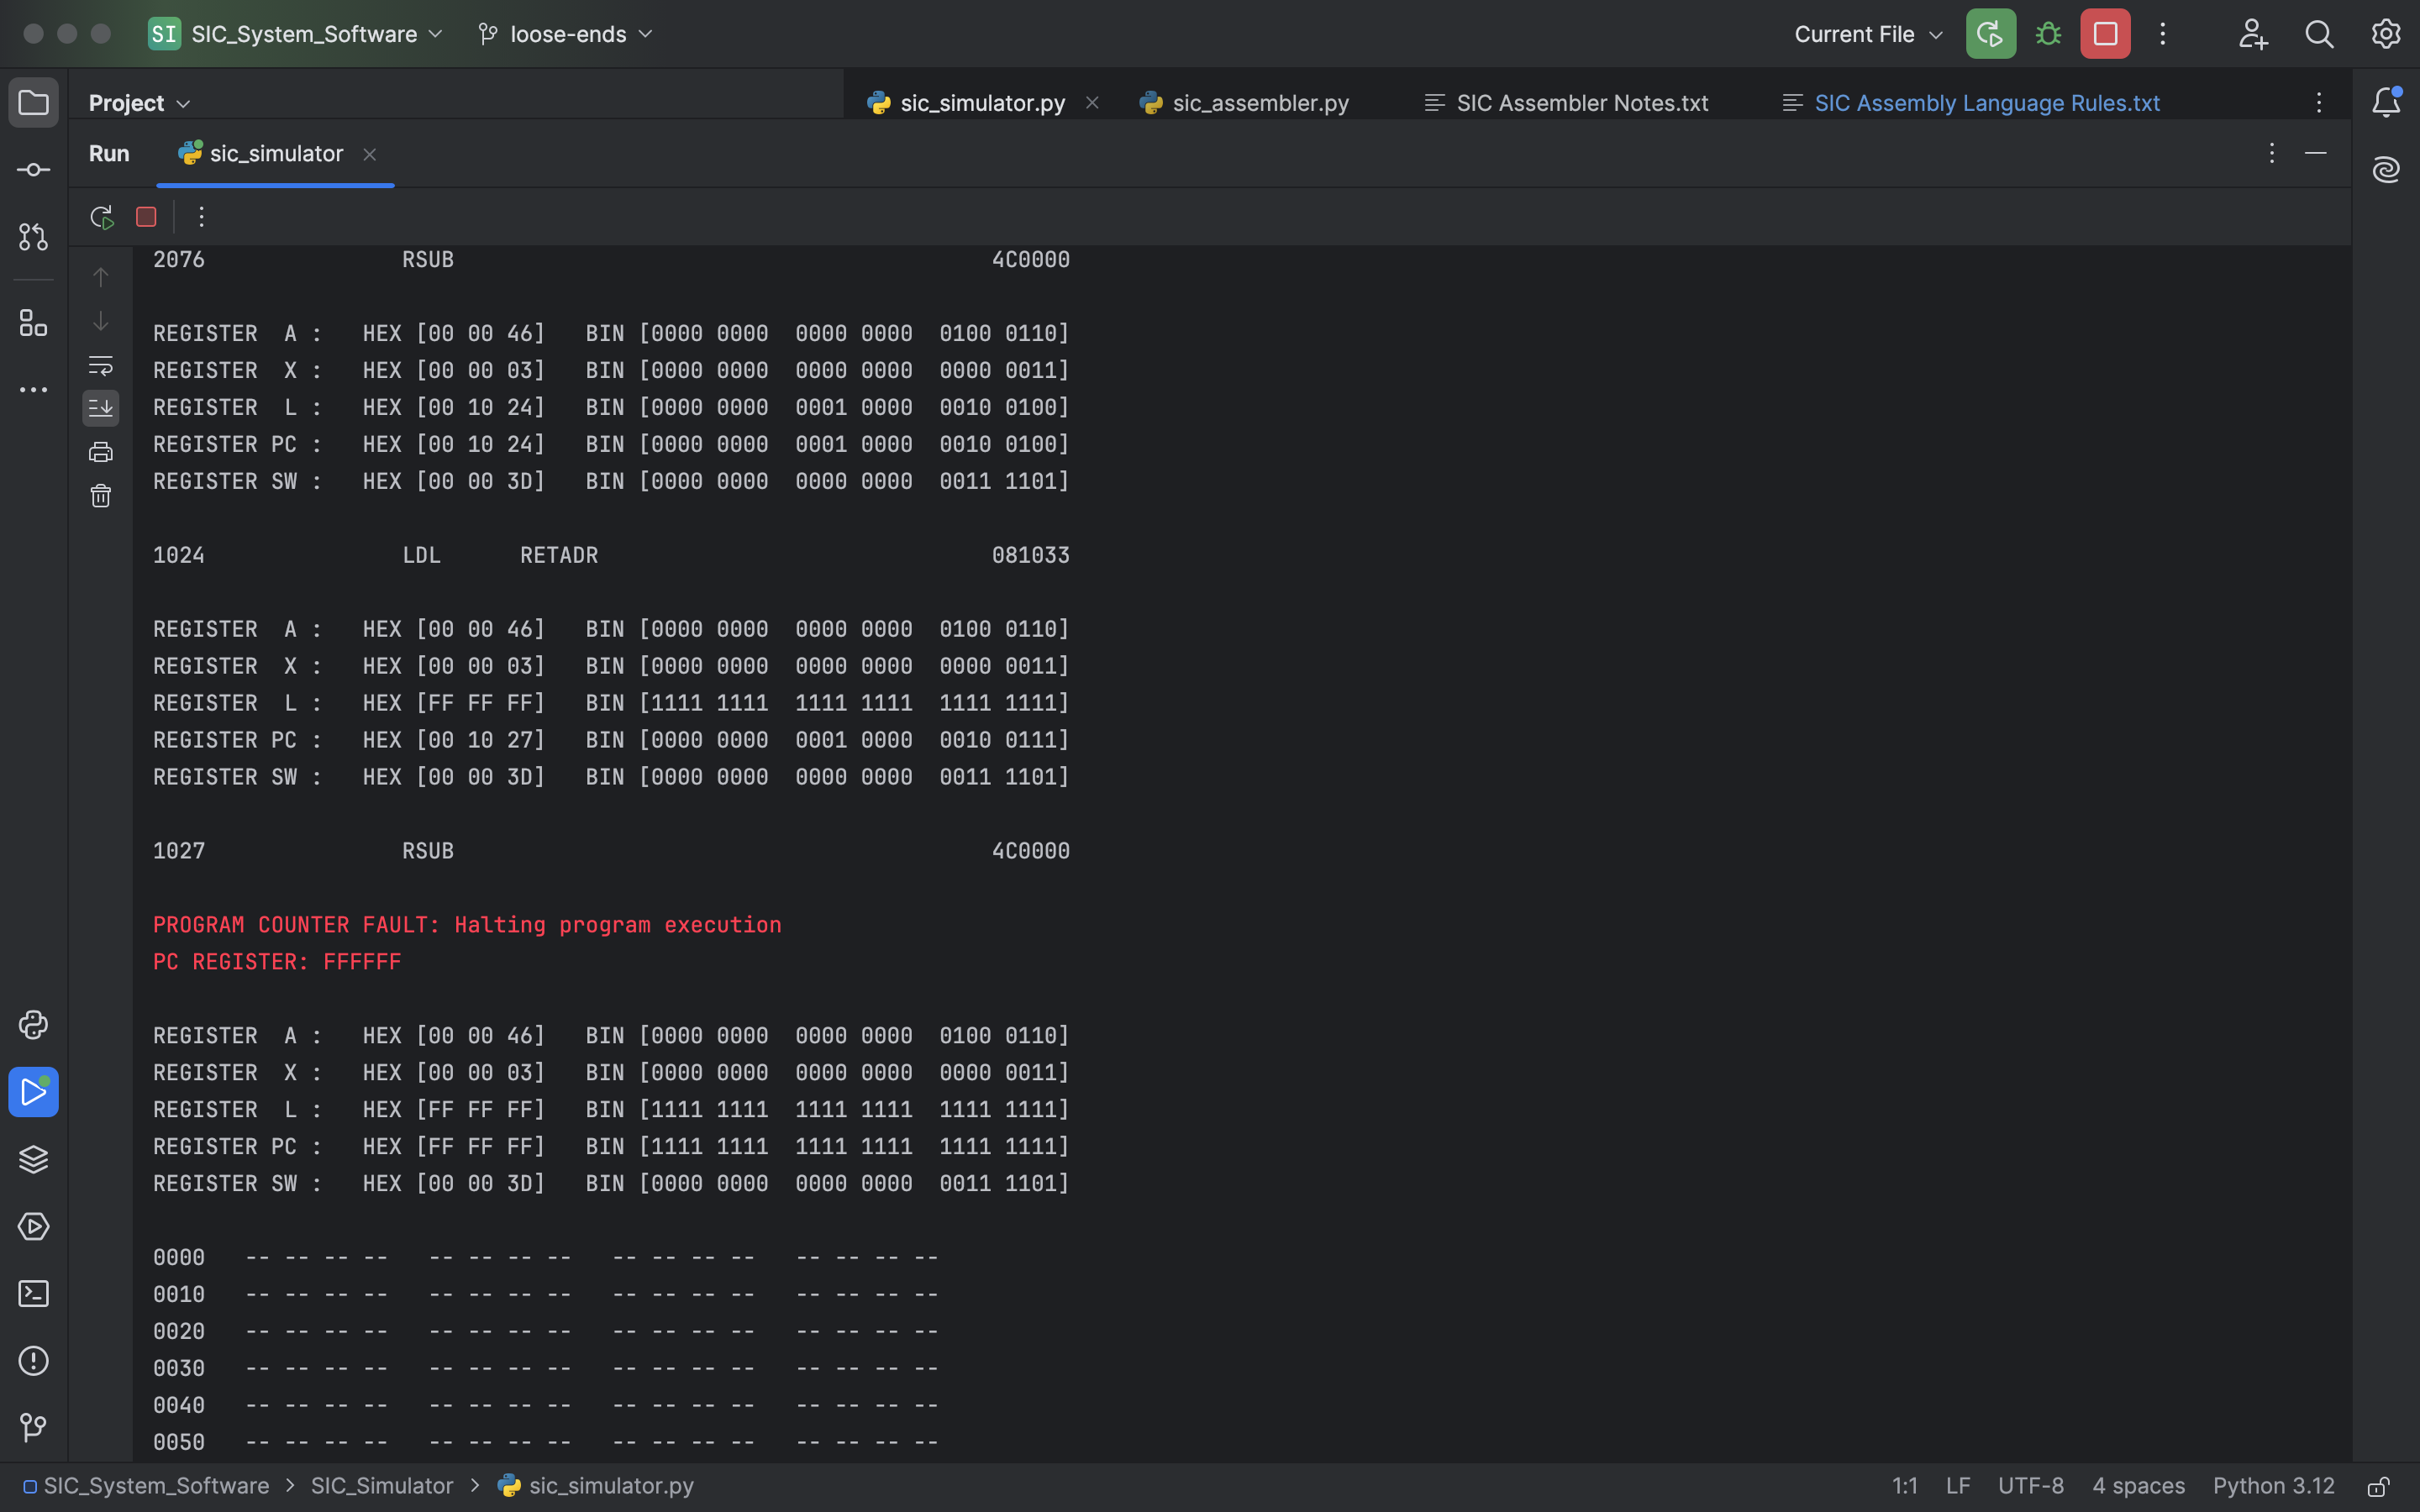 SI SIC_System_Software loose-ends Current File
Project sic_simulator.py sic_assembler.py SIC Assembler Notes.txt SIC Assembly Language Rules.txt
Run sic_simulator
2076 RSUB 4C0000
REGISTER A : HEX [00 00 46] BIN [0000 0000 0000 0000 0100 0110]
REGISTER X : HEX [00 00 03] BIN [0000 0000 0000 0000 0000 0011]
REGISTER L : HEX [00 10 24] BIN [0000 0000 0001 0000 0010 0100]
REGISTER PC : HEX [00 10 24] BIN [0000 0000 0001 0000 0010 0100]
REGISTER SW : HEX [00 00 3D] BIN [0000 0000 0000 0000 0011 1101]
1024 LDL RETADR 081033
REGISTER A : HEX [00 00 46] BIN [0000 0000 0000 0000 0100 0110]
REGISTER X : HEX [00 00 03] BIN [0000 0000 0000 0000 0000 0011]
REGISTER L : HEX [FF FF FF] BIN [1111 1111 1111 1111 1111 1111]
REGISTER PC : HEX [00 10 27] BIN [0000 0000 0001 0000 0010 0111]
REGISTER SW : HEX [00 00 3D] BIN [0000 0000 0000 0000 0011 1101]
1027 RSUB 4C0000
PROGRAM COUNTER FAULT: Halting program execution
PC REGISTER: FFFFFF
REGISTER A : HEX [00 00 46] BIN [0000 0000 0000 0000 0100 0110]
REGISTER X : HEX [00 00 03] BIN [0000 0000 0000 0000 0000 0011]
REGISTER L : HEX [FF FF FF] BIN [1111 1111 1111 1111 1111 1111]
REGISTER PC : HEX [FF FF FF] BIN [1111 1111 1111 1111 1111 1111]
REGISTER SW : HEX [00 00 3D] BIN [0000 0000 0000 0000 0011 1101]
0000 -- -- -- -- -- -- -- -- -- -- -- -- -- -- -- --
0010 -- -- -- -- -- -- -- -- -- -- -- -- -- -- -- --
0020 -- -- -- -- -- -- -- -- -- -- -- -- -- -- -- --
0030 -- -- -- -- -- -- -- -- -- -- -- -- -- -- -- --
0040 -- -- -- -- -- -- -- -- -- -- -- -- -- -- -- --
0050 -- -- -- -- -- -- -- -- -- -- -- -- -- -- -- --
SIC_System_Software > SIC_Simulator > sic_simulator.py 1:1 LF UTF-8 4 spaces Python 3.12